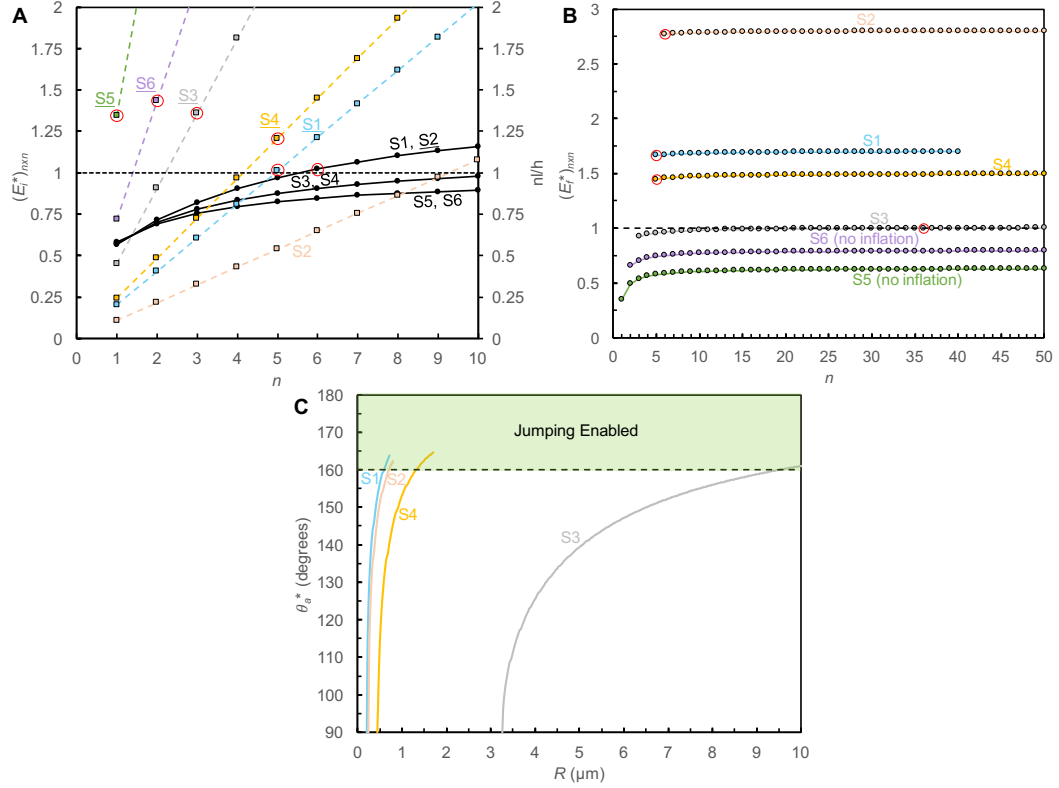 A
2
1.75
1.5
1.25
1
0.75
0.5
0.25
0
(E_l*)_nxn
0 1 2 3 4 5 6 7 8 9 10
n
2
1.75
1.5
1.25
1
0.75
0.5
0.25
0
nl/h
S5
S6
S3
S4
S1
S1, S2
S3, S4
S5, S6
S2
B
3
2.5
2
1.5
1
0.5
0
(E_f*)_nxn
S2
S1
S4
S3
S6 (no inflation)
S5 (no inflation)
0 5 10 15 20 25 30 35 40 45 50
n
C
180
170
160
150
140
130
120
110
100
90
θ_a* (degrees)
Jumping Enabled
S1
S2
S4
S3
0 1 2 3 4 5 6 7 8 9 10
R (µm)